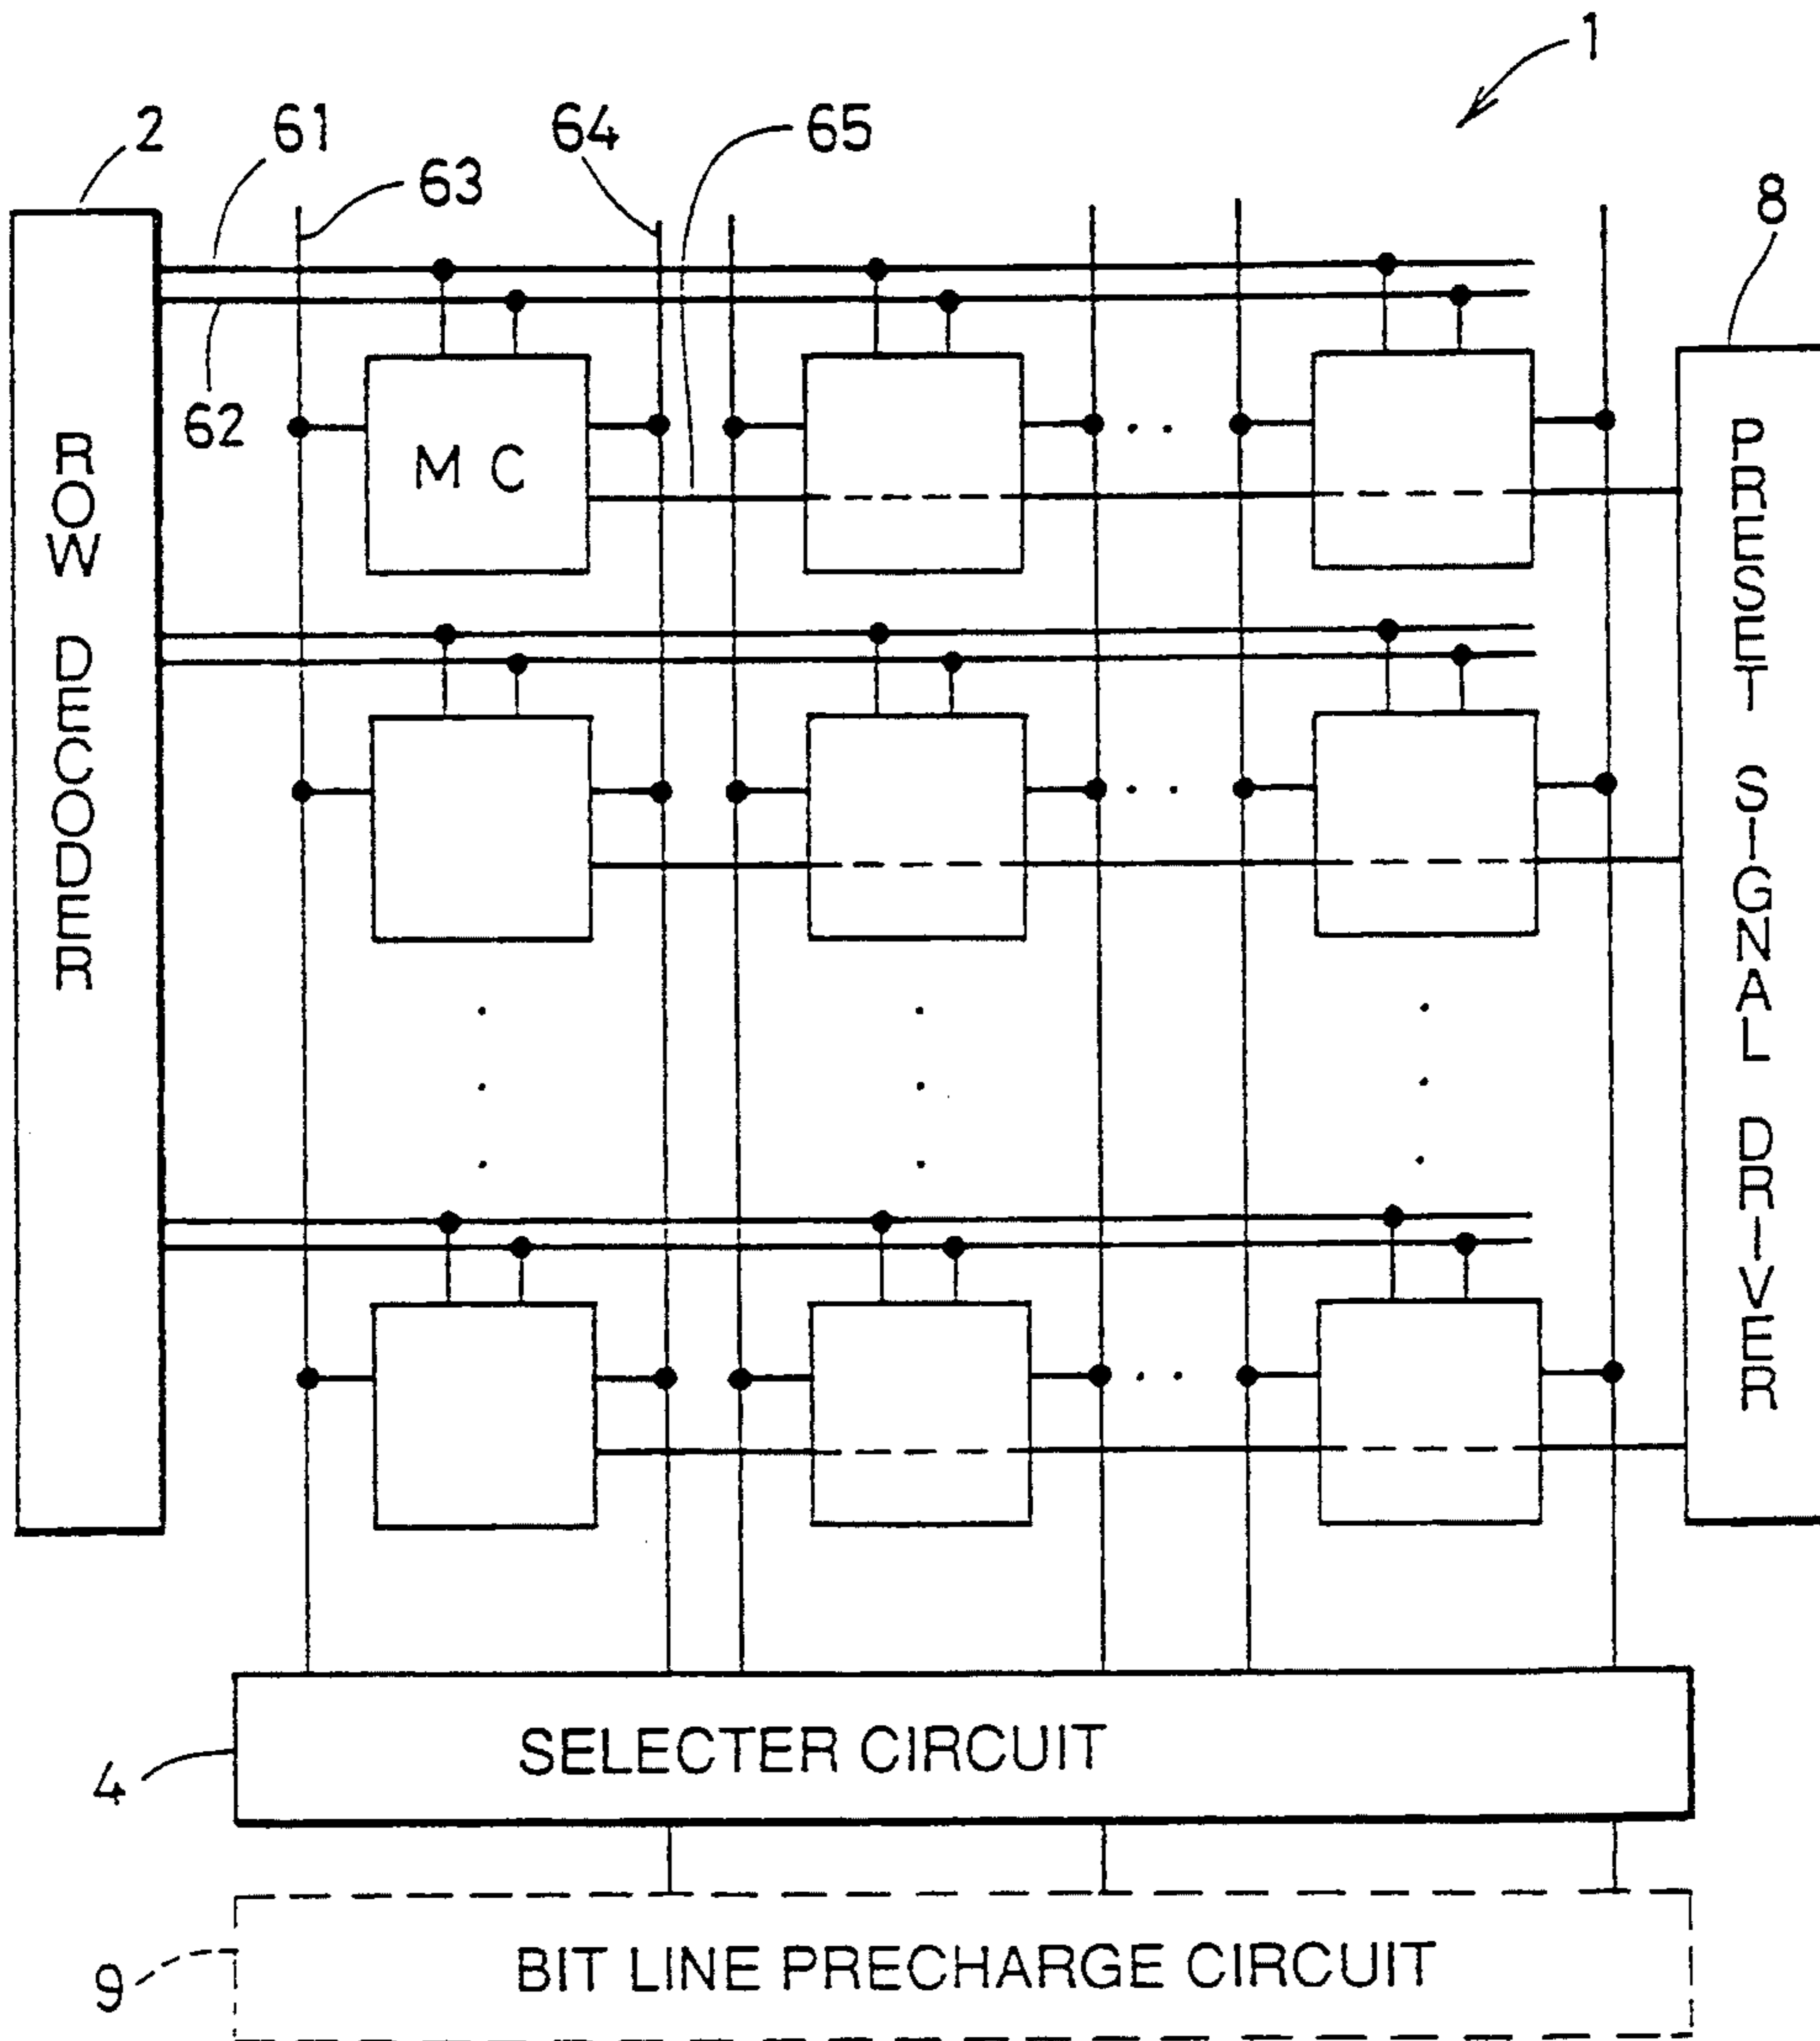 1
2
61
64
65
63
8
62
ROW DECODER
MC
PRESET SIGNAL DRIVER
4
SELECTER CIRCUIT
9
BIT LINE PRECHARGE CIRCUIT